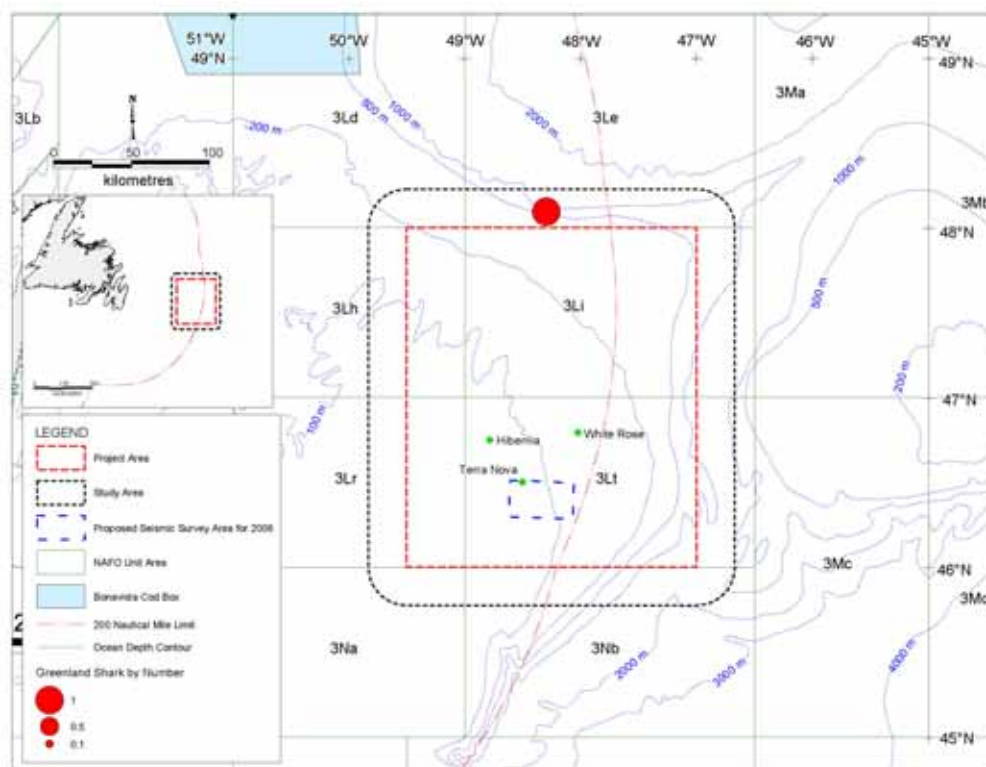 51°W 50°W 49°W 48°W 47°W 46°W 45°W
49°N 49°N
3Lb
3Ld
3Le
3Ma
200 m
500 m
1000 m
2000 m
1000 m
N
0 50 100
kilometres
3Mb
48°N
3Lh
3Li
500 m
200 m
100 m
47°N
Hibernia
White Rose
Terra Nova
3Lr
3Lt
46°N
3Mc
3Na
3Nb
2000 m
3000 m
4000 m
45°N
LEGEND
Project Area
Study Area
Proposed Seismic Survey Area for 2008
NAFO Unit Area
Bonavista Cod Box
200 Nautical Mile Limit
Ocean Depth Contour
Greenland Shark by Number
1
0.5
0.1